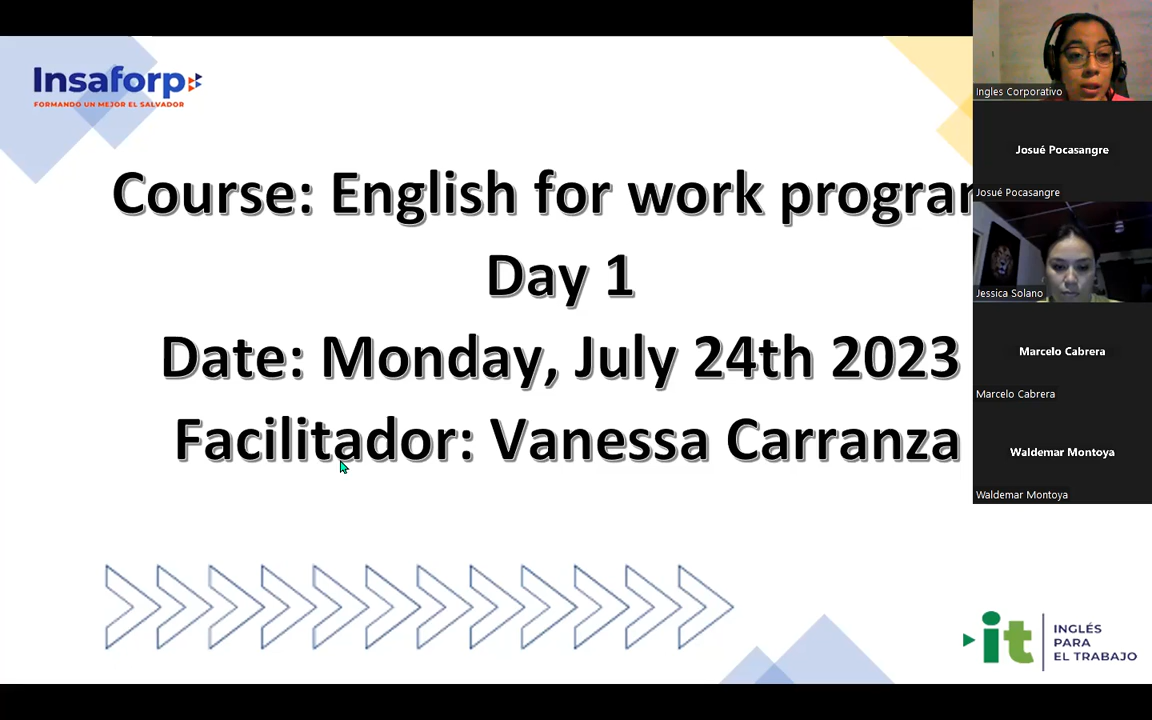 Insaforp
FORMANDO UN MEJOR EL SALVADOR
Course: English for work progra
Day 1
Date: Monday, July 24th 2023
Facilitador: Vanessa Carranza
it
INGLÉS
PARA
EL TRABAJO
Ingles Corporativo
Josué Pocasangre
Josué Pocasangre
Jessica Solano
Marcelo Cabrera
Marcelo Cabrera
Waldemar Montoya
Waldemar Montoya